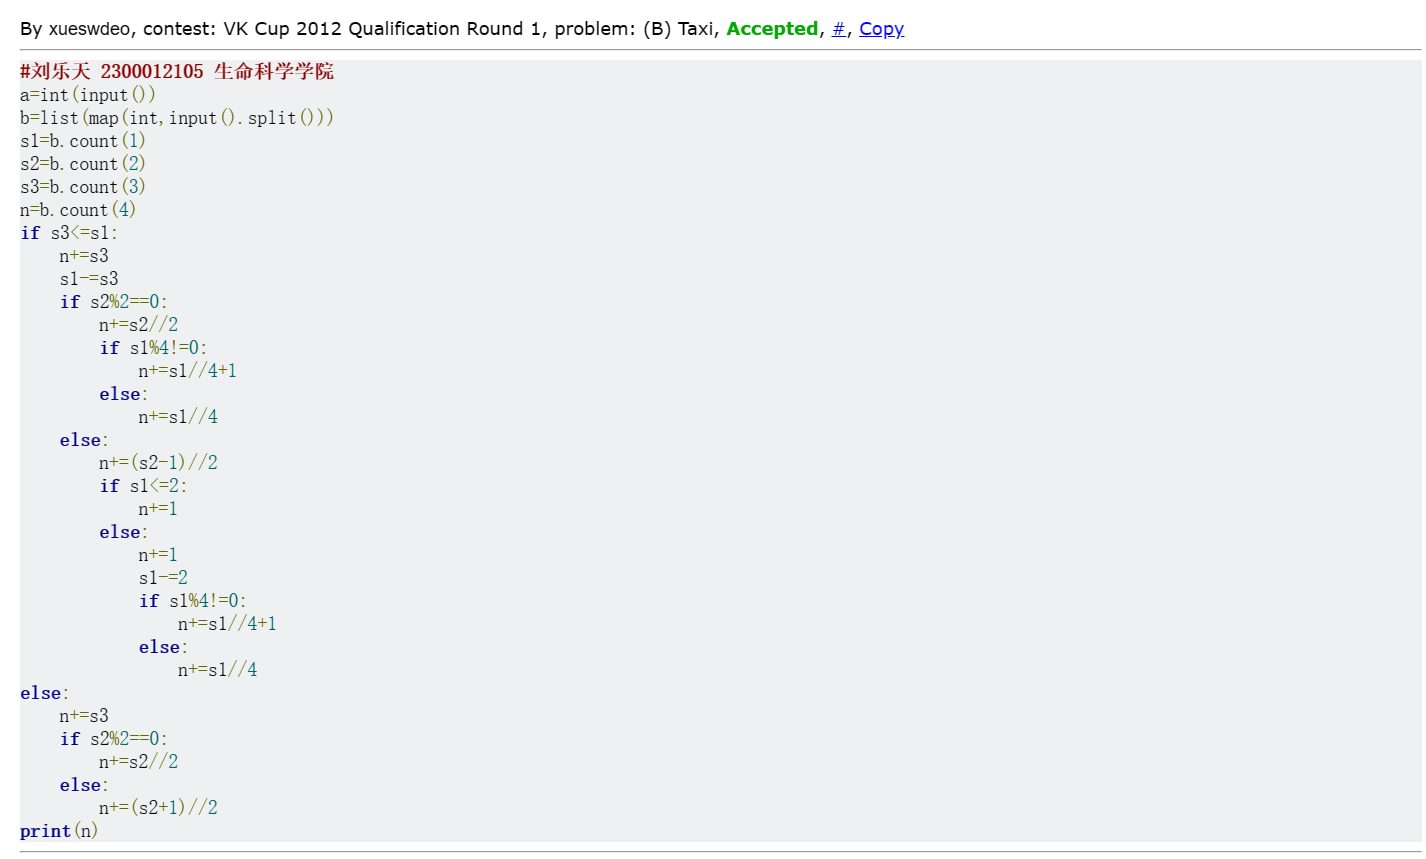 By xueswdeo, contest: VK Cup 2012 Qualification Round 1, problem: (B) Taxi, Accepted, #, Copy
#刘乐天 2300012105 生命科学学院
a=int(input())
b=list(map(int,input().split()))
s1=b.count(1)
s2=b.count(2)
s3=b.count(3)
n=b.count(4)
if s3<=s1:
    n+=s3
    s1-=s3
    if s2%2==0:
        n+=s2//2
        if s1%4!=0:
            n+=s1//4+1
        else:
            n+=s1//4
    else:
        n+=(s2-1)//2
        if s1<=2:
            n+=1
        else:
            n+=1
            s1-=2
            if s1%4!=0:
                n+=s1//4+1
            else:
                n+=s1//4
else:
    n+=s3
    if s2%2==0:
        n+=s2//2
    else:
        n+=(s2+1)//2
print(n)